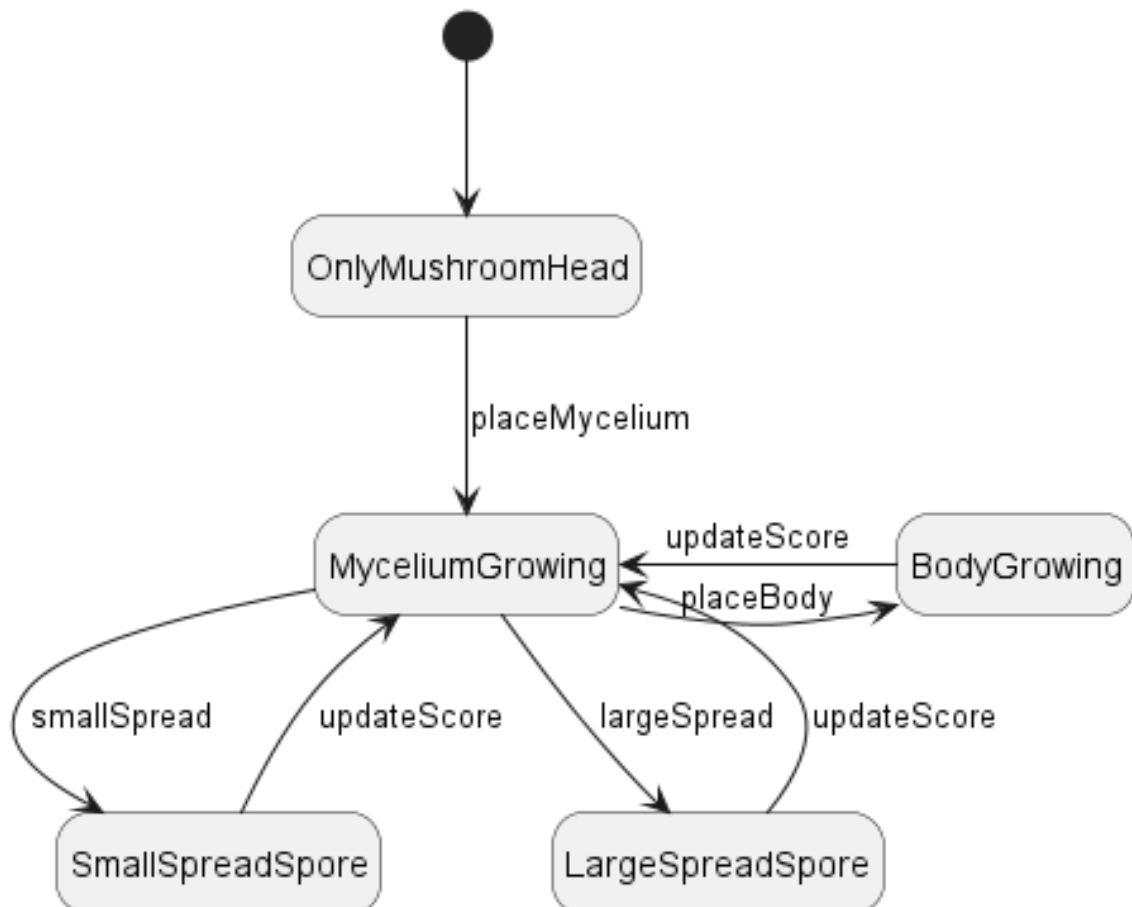 OnlyMushroomHead
placeMycelium
updateScore
MyceliumGrowing
BodyGrowing
placeBody
smallSpread
updateScore
largeSpread
updateScore
SmallSpreadSpore
LargeSpreadSpore